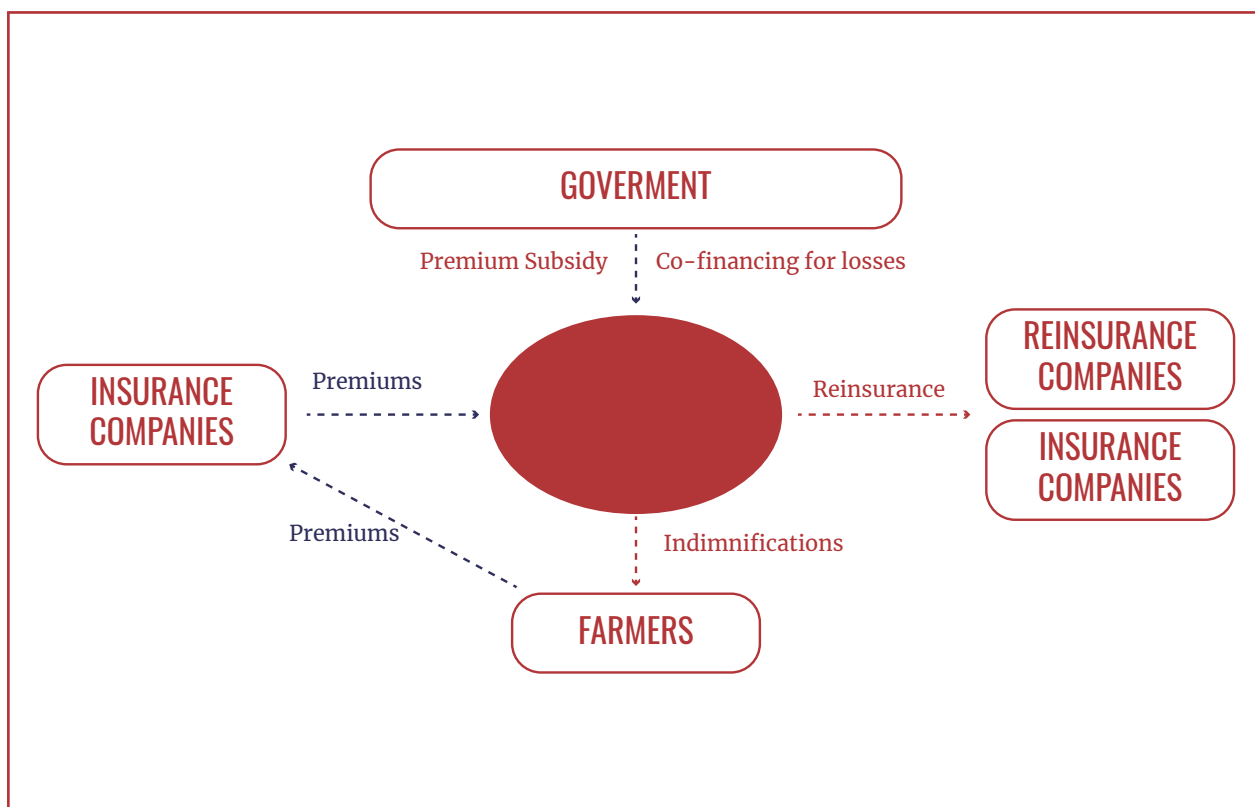 GOVERMENT
Premium Subsidy
Co-financing for losses
REINSURANCE
COMPANIES
INSURANCE
COMPANIES
Premiums
Reinsurance
INSURANCE
COMPANIES
Premiums
Indimnifications
FARMERS